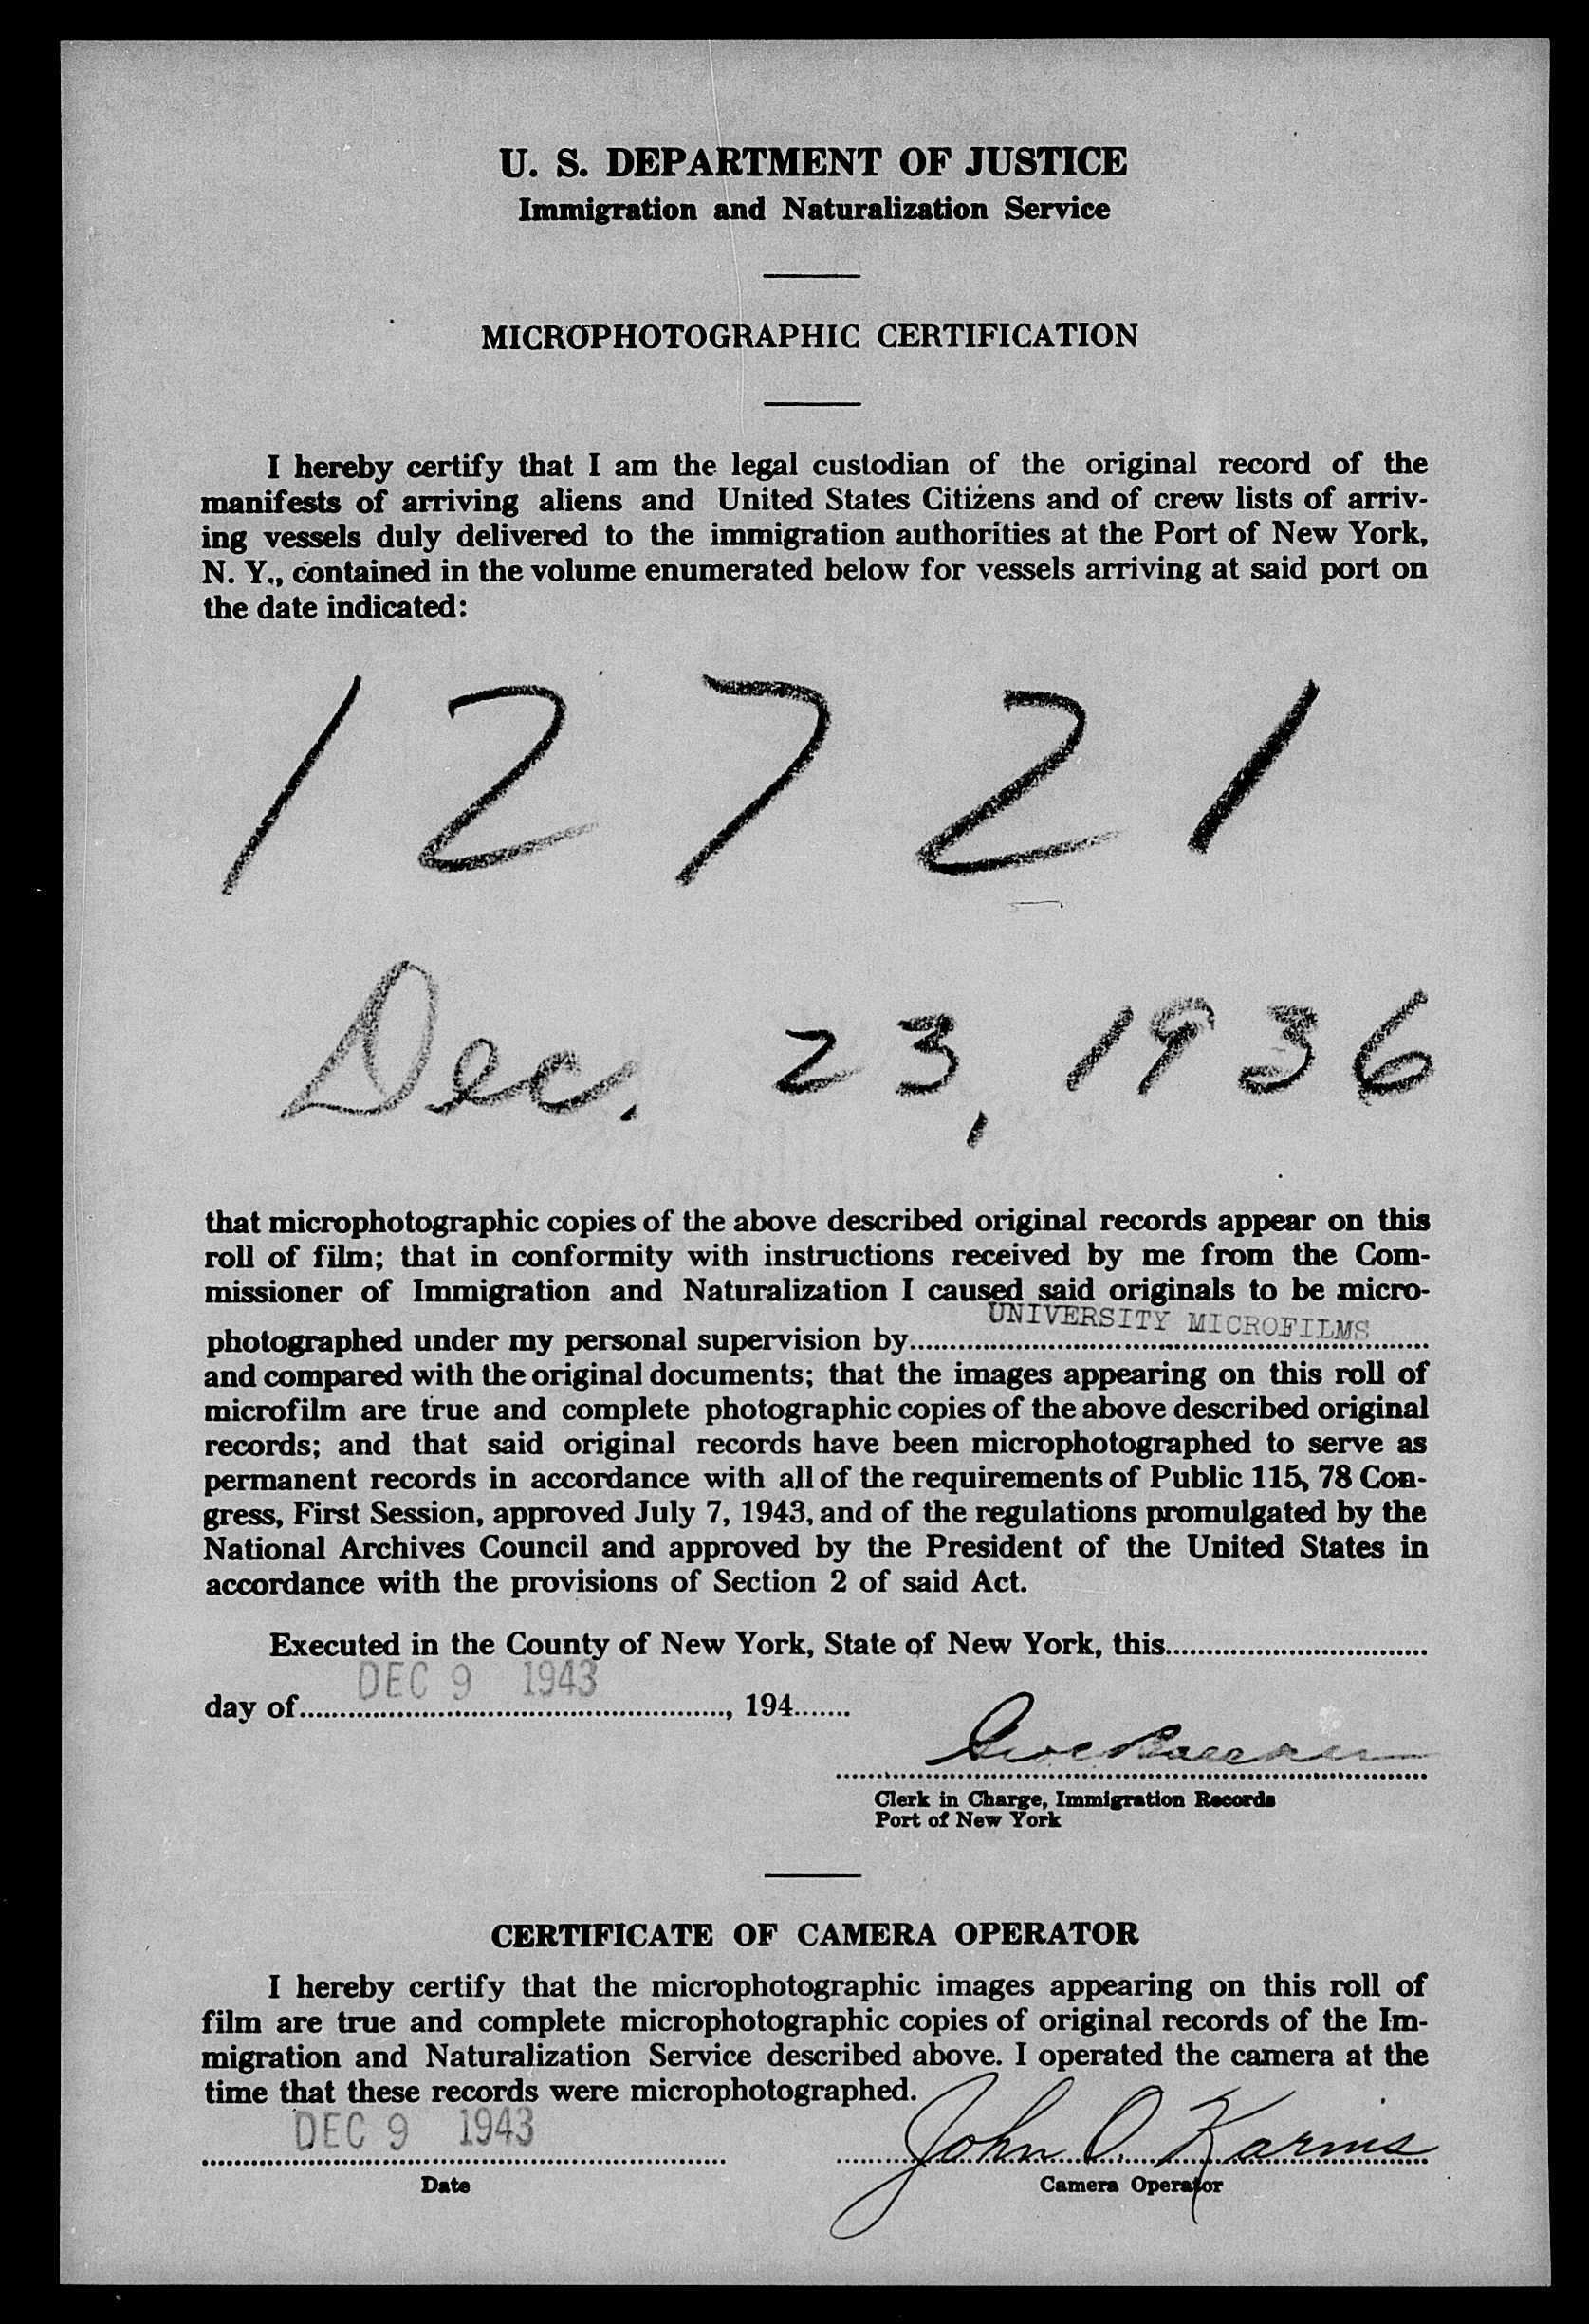 U. S. DEPARTMENT OF JUSTICE
Immigration and Naturalization Service
MICROPHOTOGRAPHIC CERTIFICATION
I hereby certify that I am the legal custodian of the original record of the
manifests of arriving aliens and United States Citizens and of crew lists of arriv-
ing vessels duly delivered to the immigration authorities at the Port of New York,
N. Y., contained in the volume enumerated below for vessels arriving at said port on
the date indicated:
12721
Dec. 23, 1936
that microphotographic copies of the above described original records appear on this
roll of film; that in conformity with instructions received by me from the Com-
missioner of Immigration and Naturalization I caused said originals to be micro-
UNIVERSITY MICROFILMS
photographed under my personal supervision by
and compared with the original documents; that the images appearing on this roll of
microfilm are true and complete photographic copies of the above described original
records; and that said original records have been microphotographed to serve as
permanent records in accordance with all of the requirements of Public 115, 78 Con-
gress, First Session, approved July 7, 1943, and of the regulations promulgated by the
National Archives Council and approved by the President of the United States in
accordance with the provisions of Section 2 of said Act.
Executed in the County of New York, State of New York, this
DEC 9 1943
day of, 194
Clerk in Charge, Immigration Records
Port of New York
CERTIFICATE OF CAMERA OPERATOR
I hereby certify that the microphotographic images appearing on this roll of
film are true and complete microphotographic copies of original records of the Im-
migration and Naturalization Service described above. I operated the camera at the
time that these records were microphotographed.
DEC 9 1943 John O. Karins
Date Camera Operator